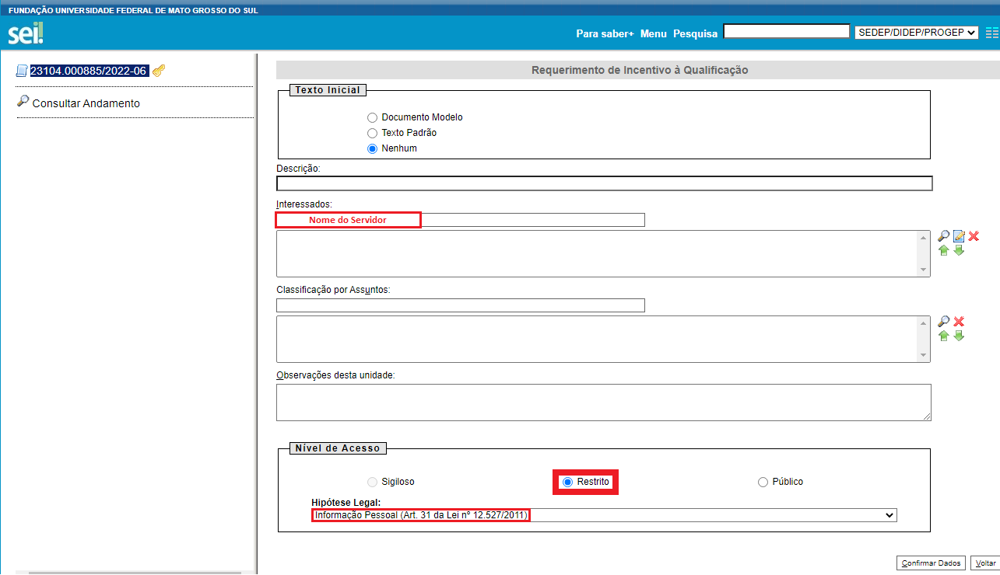 FUNDAÇÃO UNIVERSIDADE FEDERAL DE MATO GROSSO DO SUL
sei!
Para saber+ Menu Pesquisa SEDEP/DIDEP/PROGEP
23104.000885/2022-06
Consultar Andamento
Requerimento de Incentivo à Qualificação
Texto Inicial
Documento Modelo
Texto Padrão
Nenhum
Descrição:
Interessados:
Nome do Servidor
Classificação por Assuntos:
Observações desta unidade:
Nível de Acesso
Sigiloso Restrito Público
Hipótese Legal:
Informação Pessoal (Art. 31 da Lei nº 12.527/2011)
Confirmar Dados Voltar